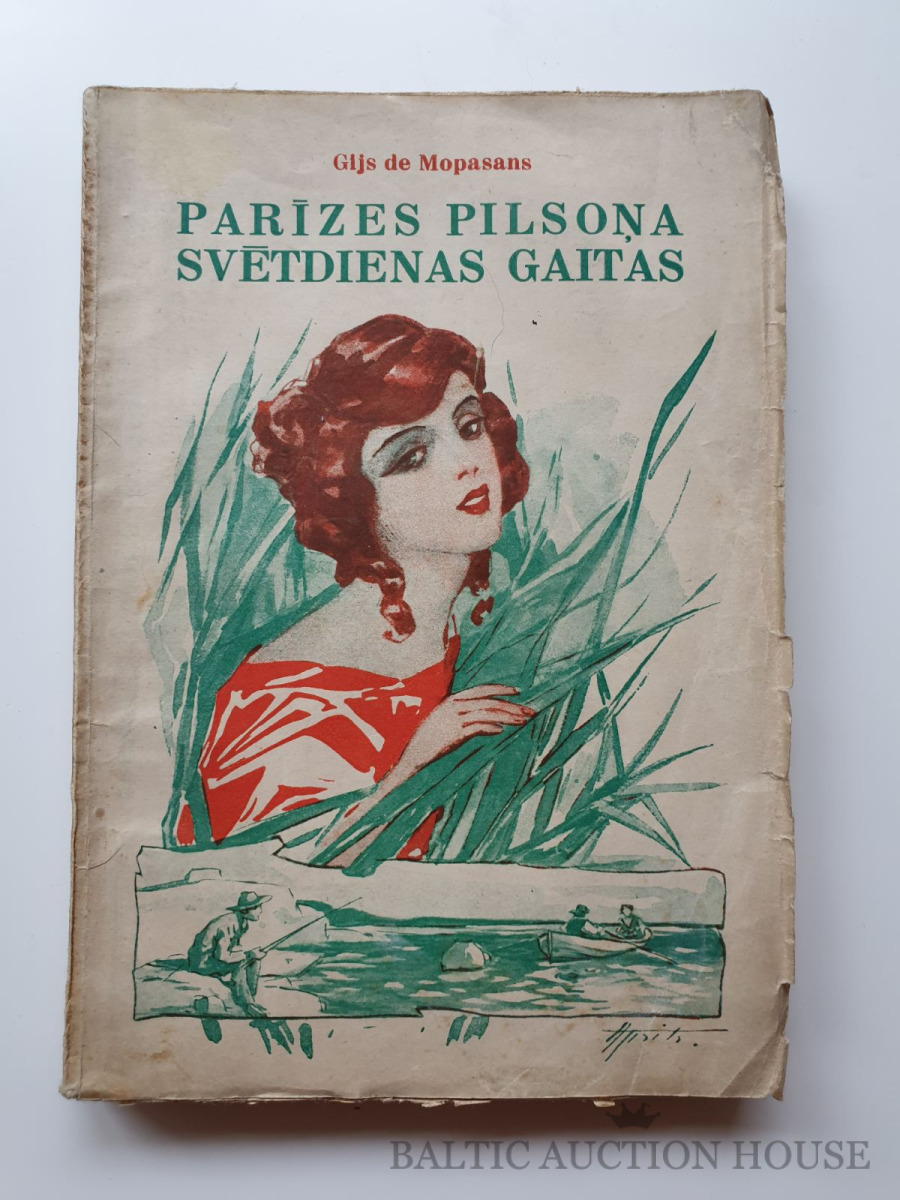 Gijs de Mopasans
PARĪZES PILSOŅA
SVĒTDIENAS GAITAS
BALTIC AUCTION HOUSE